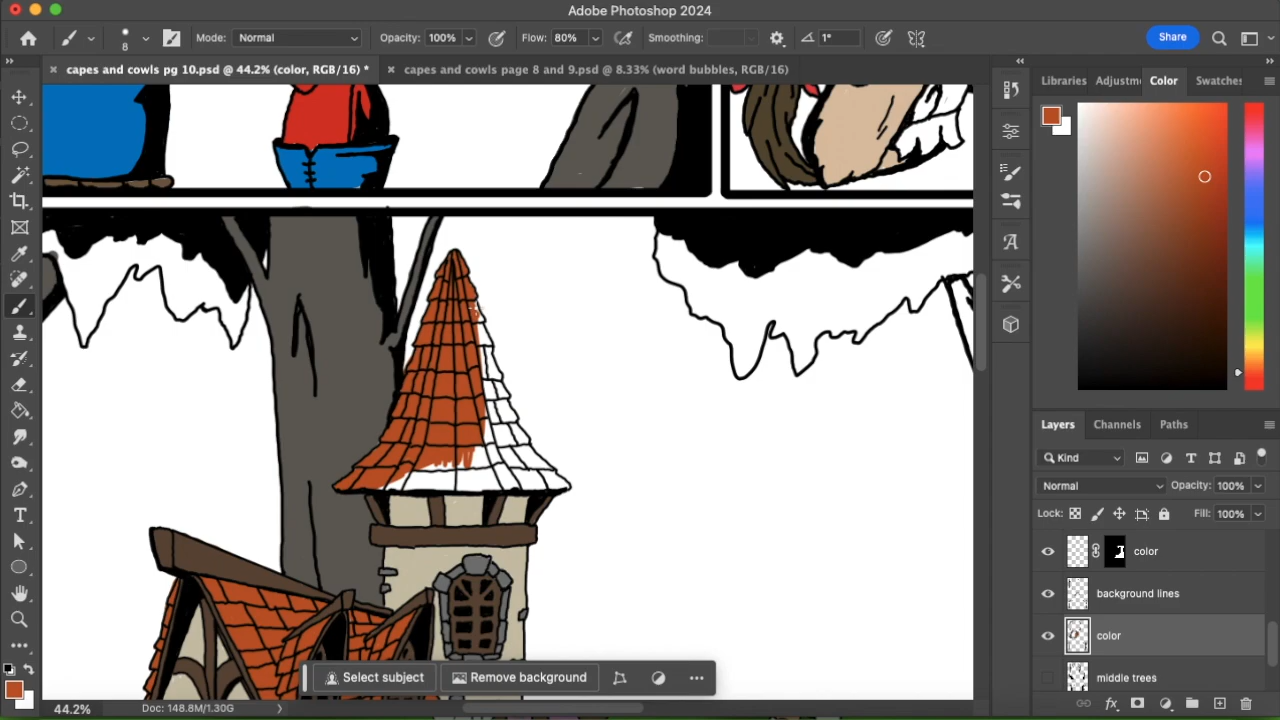 Adobe Photoshop 2024
8 Mode: Normal Opacity: 100% Flow: 80% Smoothing: 1° Share
capes and cowls pg 10.psd @ 44.2% (color, RGB/16) * capes and cowls page 8 and 9.psd @ 8.33% (word bubbles, RGB/16)
Libraries Adjustme Color Swatches
Layers Channels Paths
Kind
Normal Opacity: 100%
Lock: Fill: 100%
color
background lines
color
middle trees
Select subject Remove background
44.2% Doc: 148.8M/1.30G